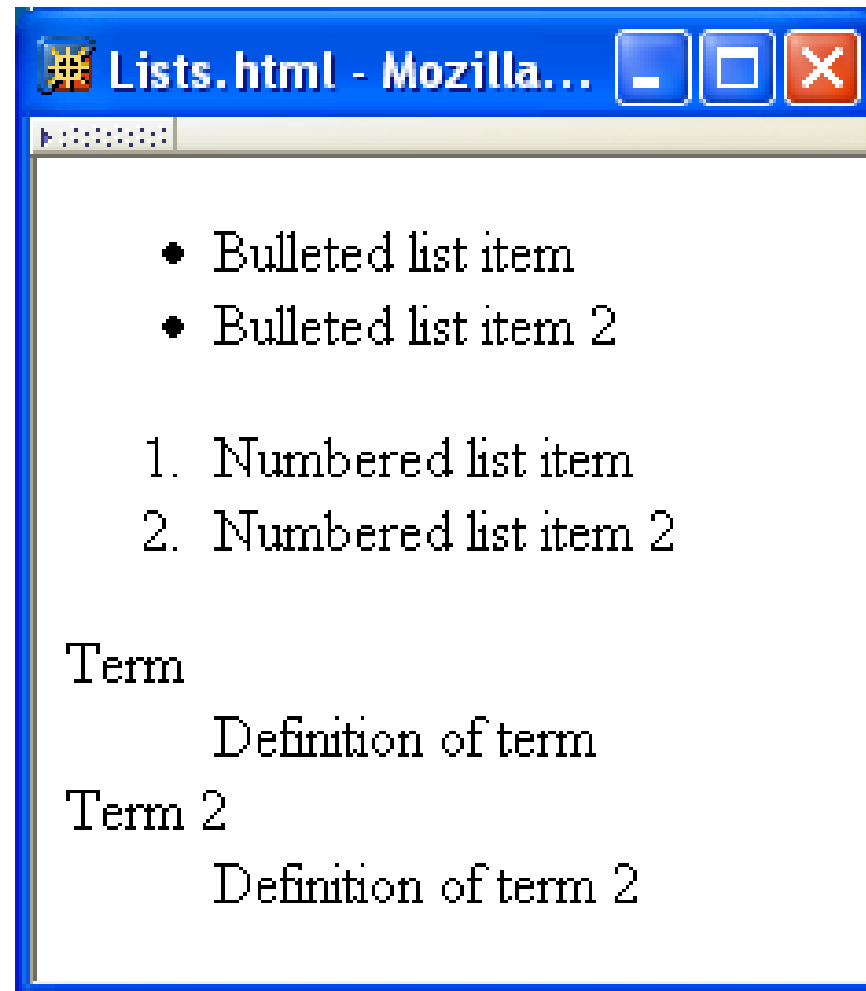 Lists.html - Mozilla...
• Bulleted list item
• Bulleted list item 2
1. Numbered list item
2. Numbered list item 2
Term
Definition of term
Term 2
Definition of term 2